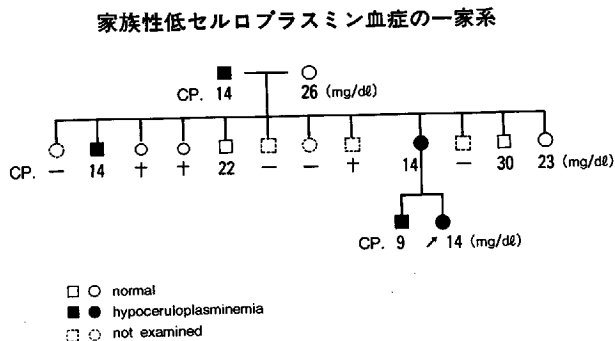 家族性低セルロプラスミン血症の一家系
CP. 14 26 (mg/dℓ)
CP. — 14 † † 22 — — † 14 — 30 23 (mg/dℓ)
CP. 9 ↗ 14 (mg/dℓ)
normal
hypoceruloplasminemia
not examined